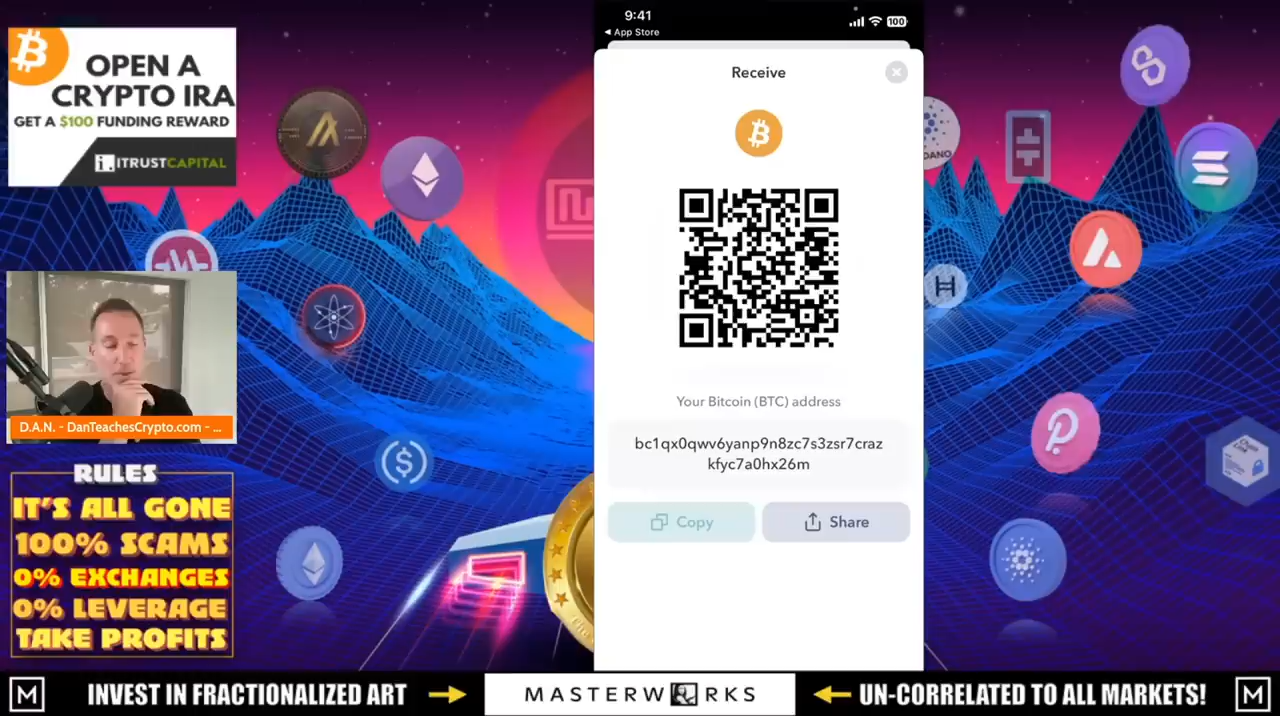 OPEN A
CRYPTO IRA
GET A $100 FUNDING REWARD
i. iTRUSTCAPITAL
D.A.N. - DanTeachesCrypto.com - ...
RULES
IT'S ALL GONE
100% SCAMS
0% EXCHANGES
0% LEVERAGE
TAKE PROFITS
9:41
100
◀ App Store
Receive
Your Bitcoin (BTC) address
bc1qx0qwv6yanp9n8zc7s3zsr7craz
kfyc7a0hx26m
Copy
Share
DANO
M
INVEST IN FRACTIONALIZED ART
MASTERWORKS
UN-CORRELATED TO ALL MARKETS!
M